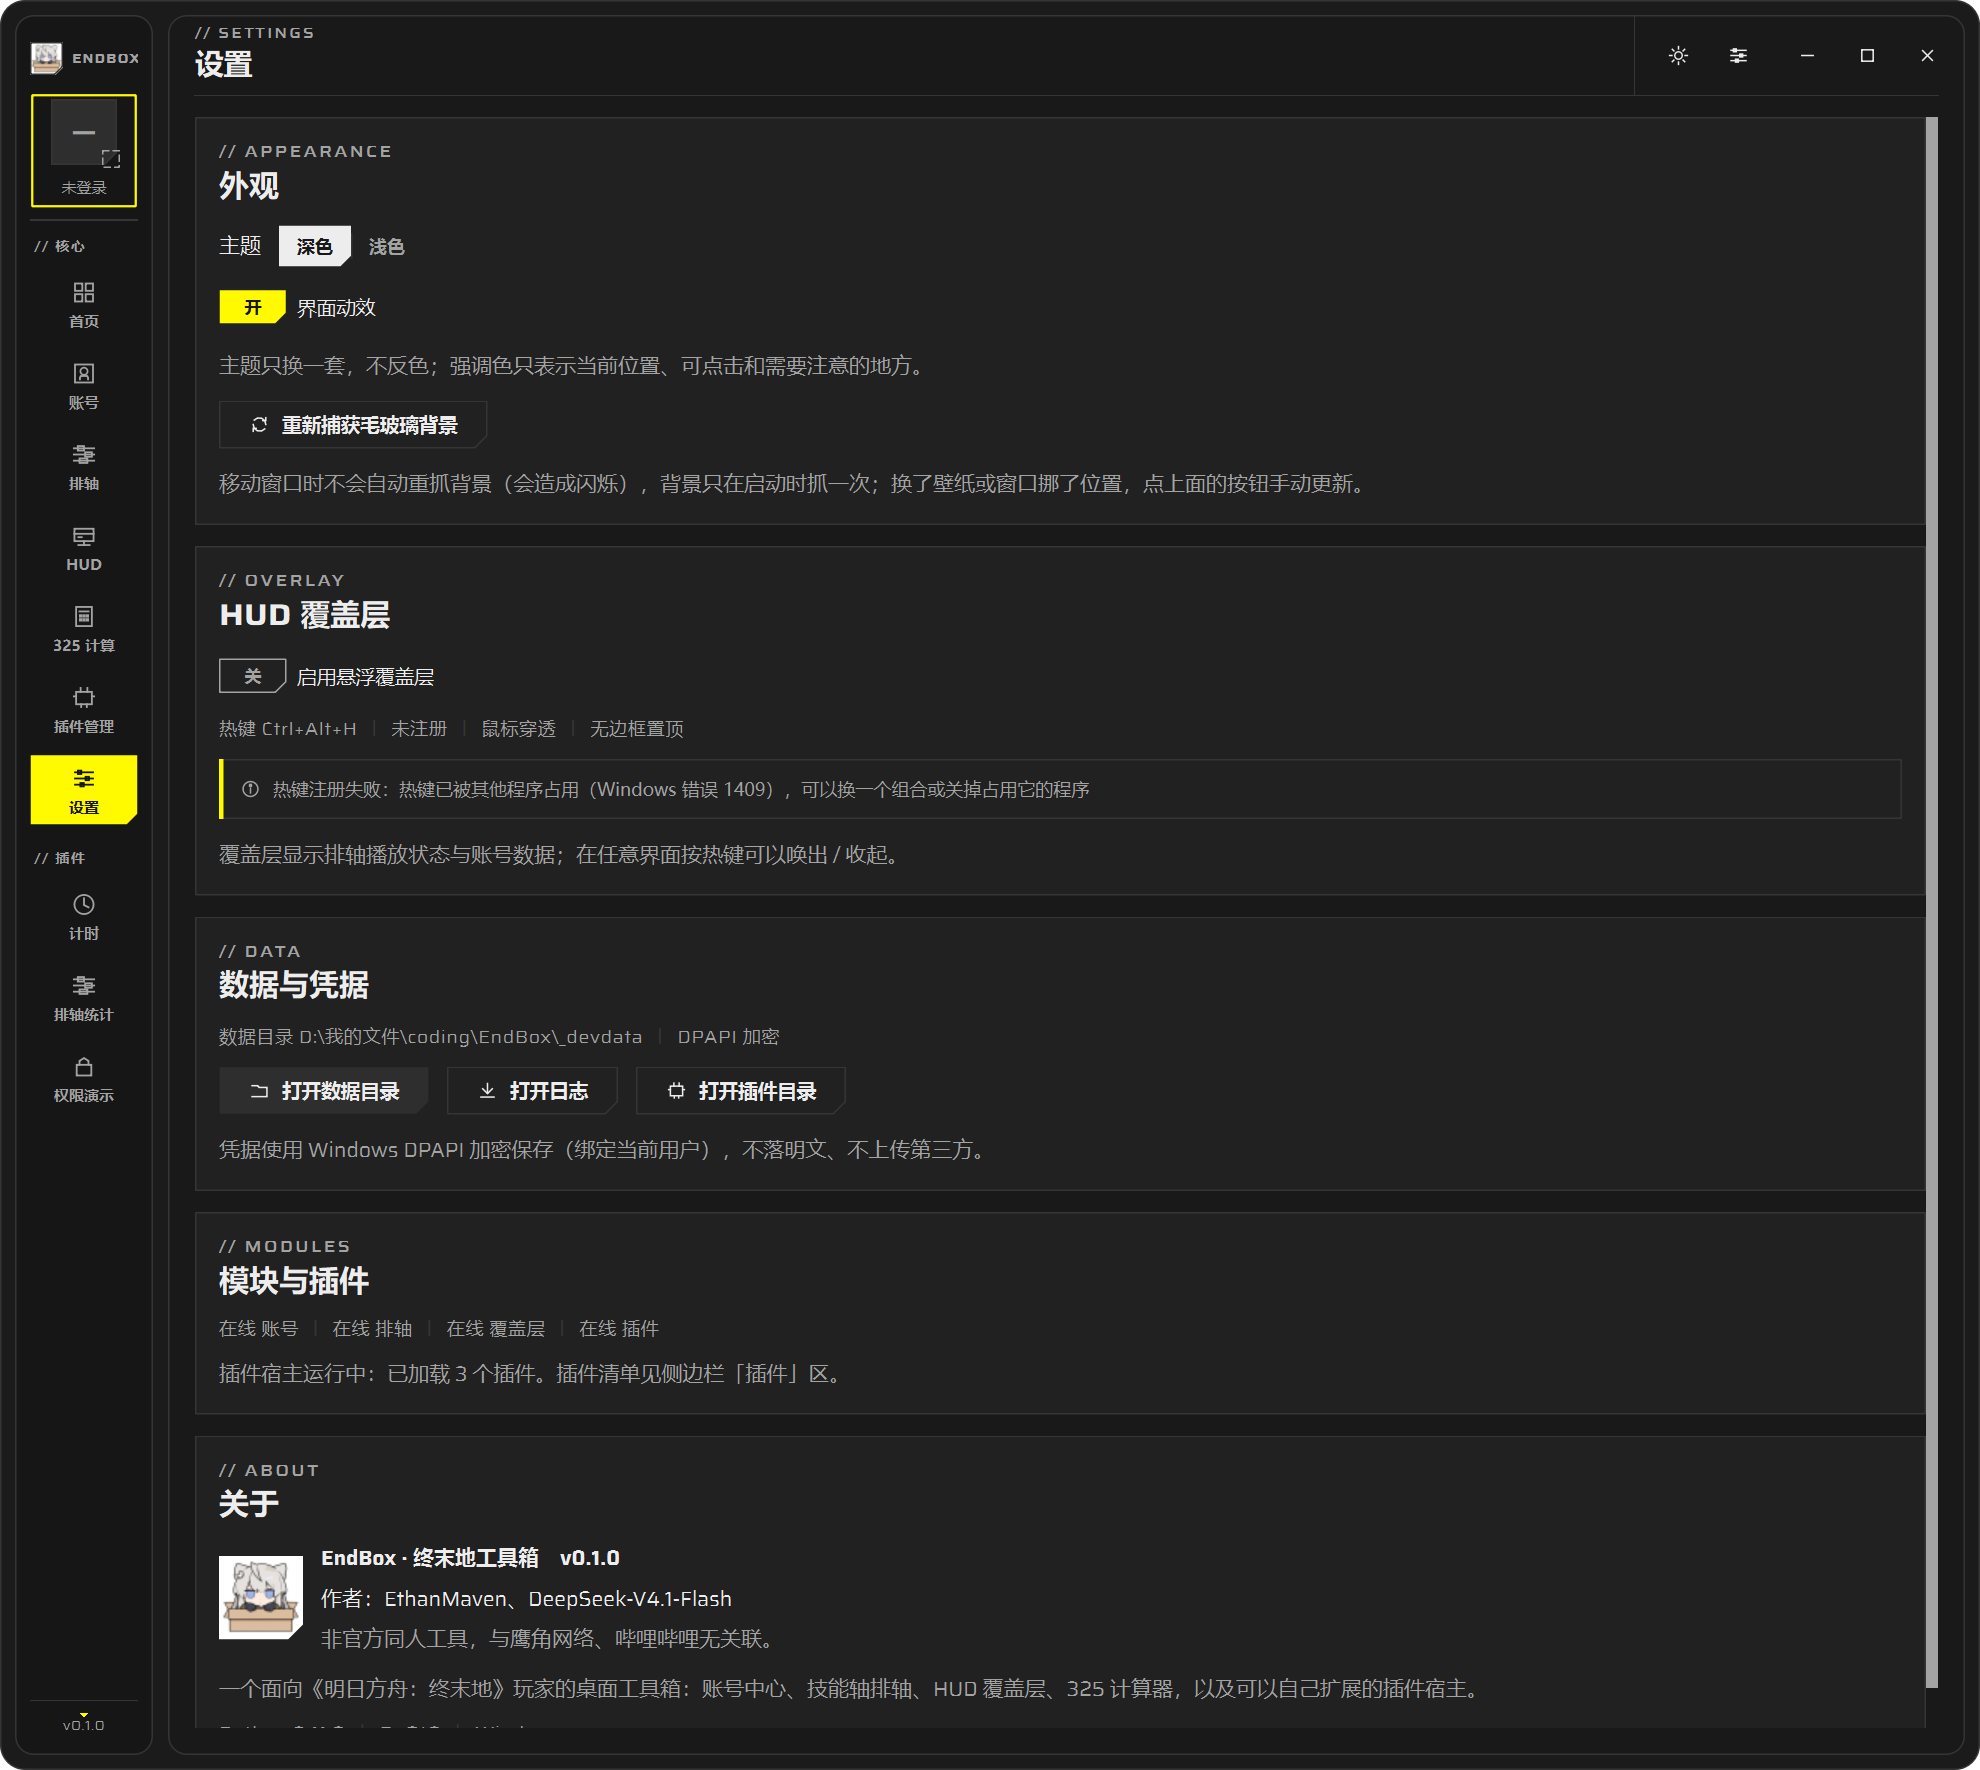 ENDBOX
未登录
// 核心
首页
账号
排轴
HUD
325 计算
插件管理
设置
// 插件
计时
排轴统计
权限演示
v0.1.0
// SETTINGS
设置
// APPEARANCE
外观
主题 深色 浅色
开 界面动效
主题只换一套，不反色；强调色只表示当前位置、可点击和需要注意的地方。
重新捕获毛玻璃背景
移动窗口时不会自动重抓背景（会造成闪烁），背景只在启动时抓一次；换了壁纸或窗口挪了位置，点上面的按钮手动更新。
// OVERLAY
HUD 覆盖层
关 启用悬浮覆盖层
热键 Ctrl+Alt+H 未注册 鼠标穿透 无边框置顶
热键注册失败：热键已被其他程序占用（Windows 错误 1409），可以换一个组合或关掉占用它的程序
覆盖层显示排轴播放状态与账号数据；在任意界面按热键可以唤出 / 收起。
// DATA
数据与凭据
数据目录 D:\我的文件\coding\EndBox\_devdata DPAPI 加密
打开数据目录 打开日志 打开插件目录
凭据使用 Windows DPAPI 加密保存（绑定当前用户），不落明文、不上传第三方。
// MODULES
模块与插件
在线 账号 在线 排轴 在线 覆盖层 在线 插件
插件宿主运行中：已加载 3 个插件。插件清单见侧边栏「插件」区。
// ABOUT
关于
EndBox · 终末地工具箱 v0.1.0
作者：EthanMaven、DeepSeek-V4.1-Flash
非官方同人工具，与鹰角网络、哔哩哔哩无关联。
一个面向《明日方舟：终末地》玩家的桌面工具箱：账号中心、技能轴排轴、HUD 覆盖层、325 计算器，以及可以自己扩展的插件宿主。